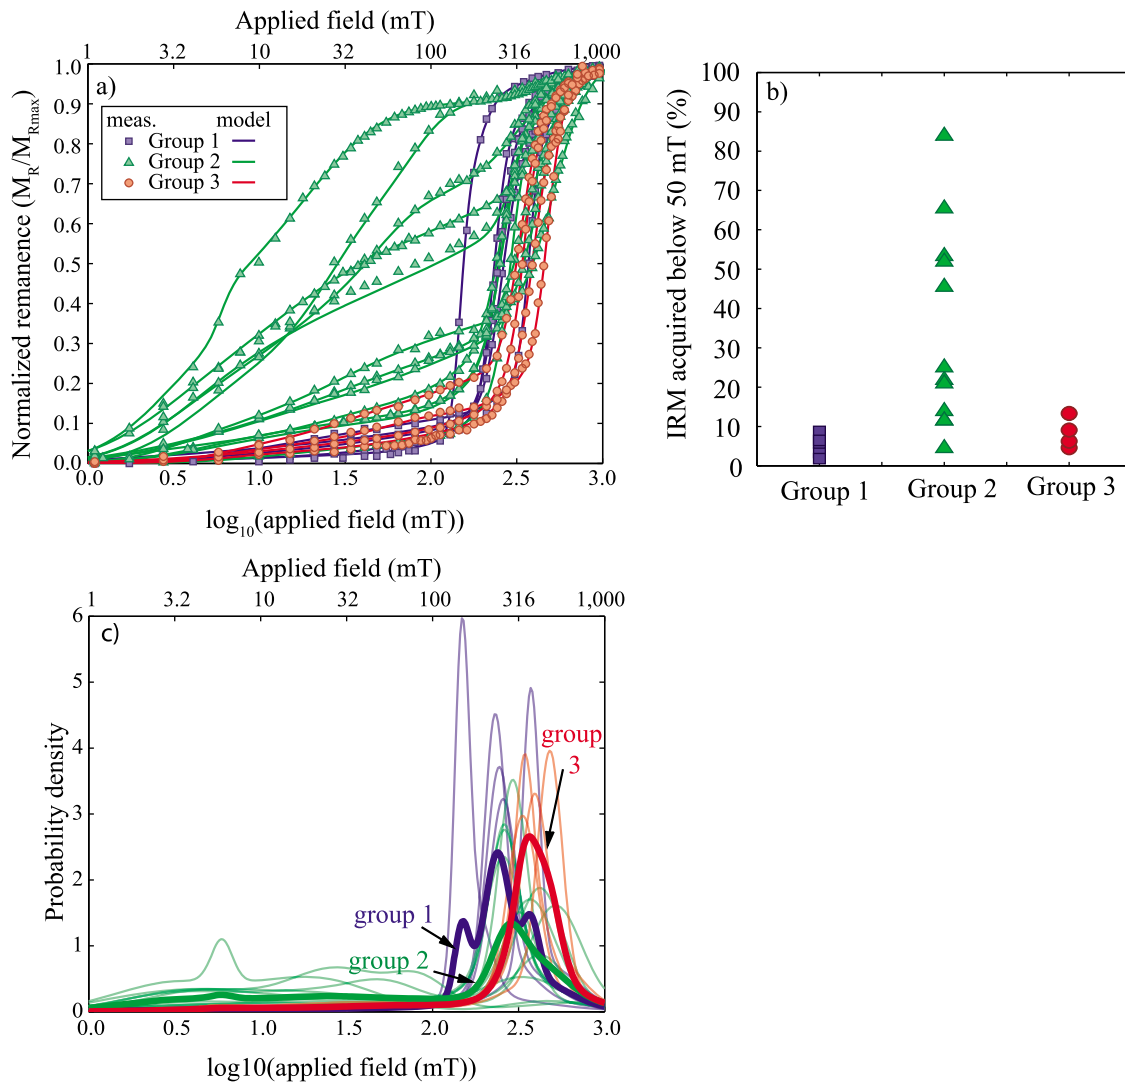 Applied field (mT)
1 3.2 10 32 100 316 1,000
a)
1.0
0.9
0.8
0.7
0.6
0.5
0.4
0.3
0.2
0.1
0.0
Normalized remanence (M_R/M_Rmax)
meas. model
Group 1
Group 2
Group 3
0.0 0.5 1.0 1.5 2.0 2.5 3.0
log10(applied field (mT))
b)
100
90
80
70
60
50
40
30
20
10
0
IRM acquired below 50 mT (%)
Group 1 Group 2 Group 3
Applied field (mT)
1 3.2 10 32 100 316 1,000
c)
6
5
4
3
2
1
0
Probability density
group
3
group 1
group 2
0.0 0.5 1.0 1.5 2.0 2.5 3.0
log10(applied field (mT))